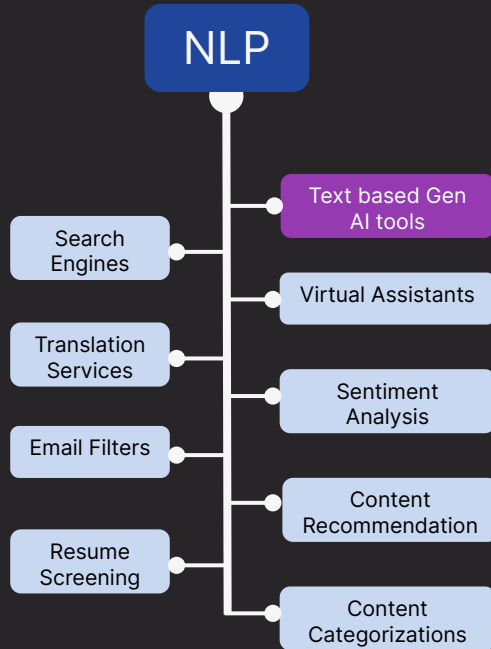 NLP
Text based Gen
AI tools
Search
Engines
Virtual Assistants
Translation
Services
Sentiment
Analysis
Email Filters
Content
Recommendation
Resume
Screening
Content
Categorizations